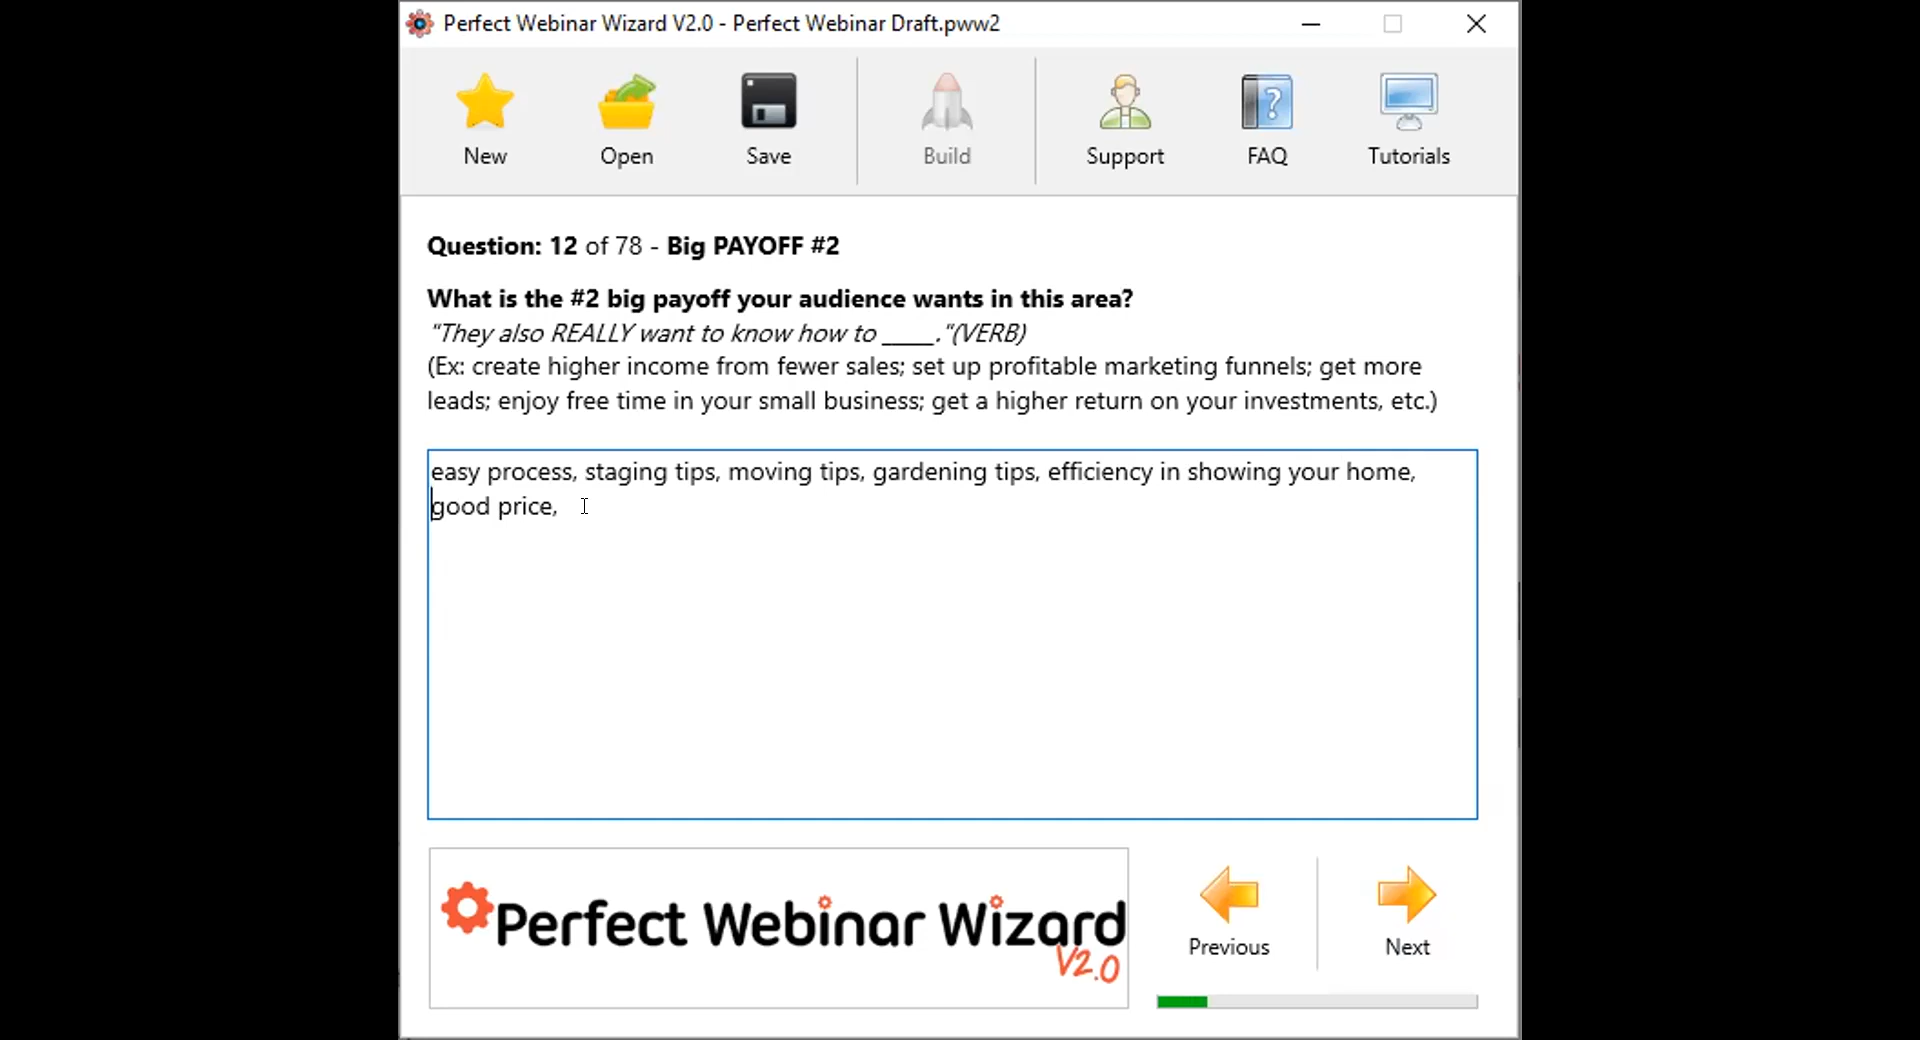 Perfect Webinar Wizard V2.0 - Perfect Webinar Draft.pww2
New Open Save Build Support FAQ Tutorials
Question: 12 of 78 - Big PAYOFF #2
What is the #2 big payoff your audience wants in this area?
"They also REALLY want to know how to _____."(VERB)
(Ex: create higher income from fewer sales; set up profitable marketing funnels; get more
leads; enjoy free time in your small business; get a higher return on your investments, etc.)
easy process, staging tips, moving tips, gardening tips, efficiency in showing your home,
good price,
Perfect Webinar Wizard
V2.0
Previous Next